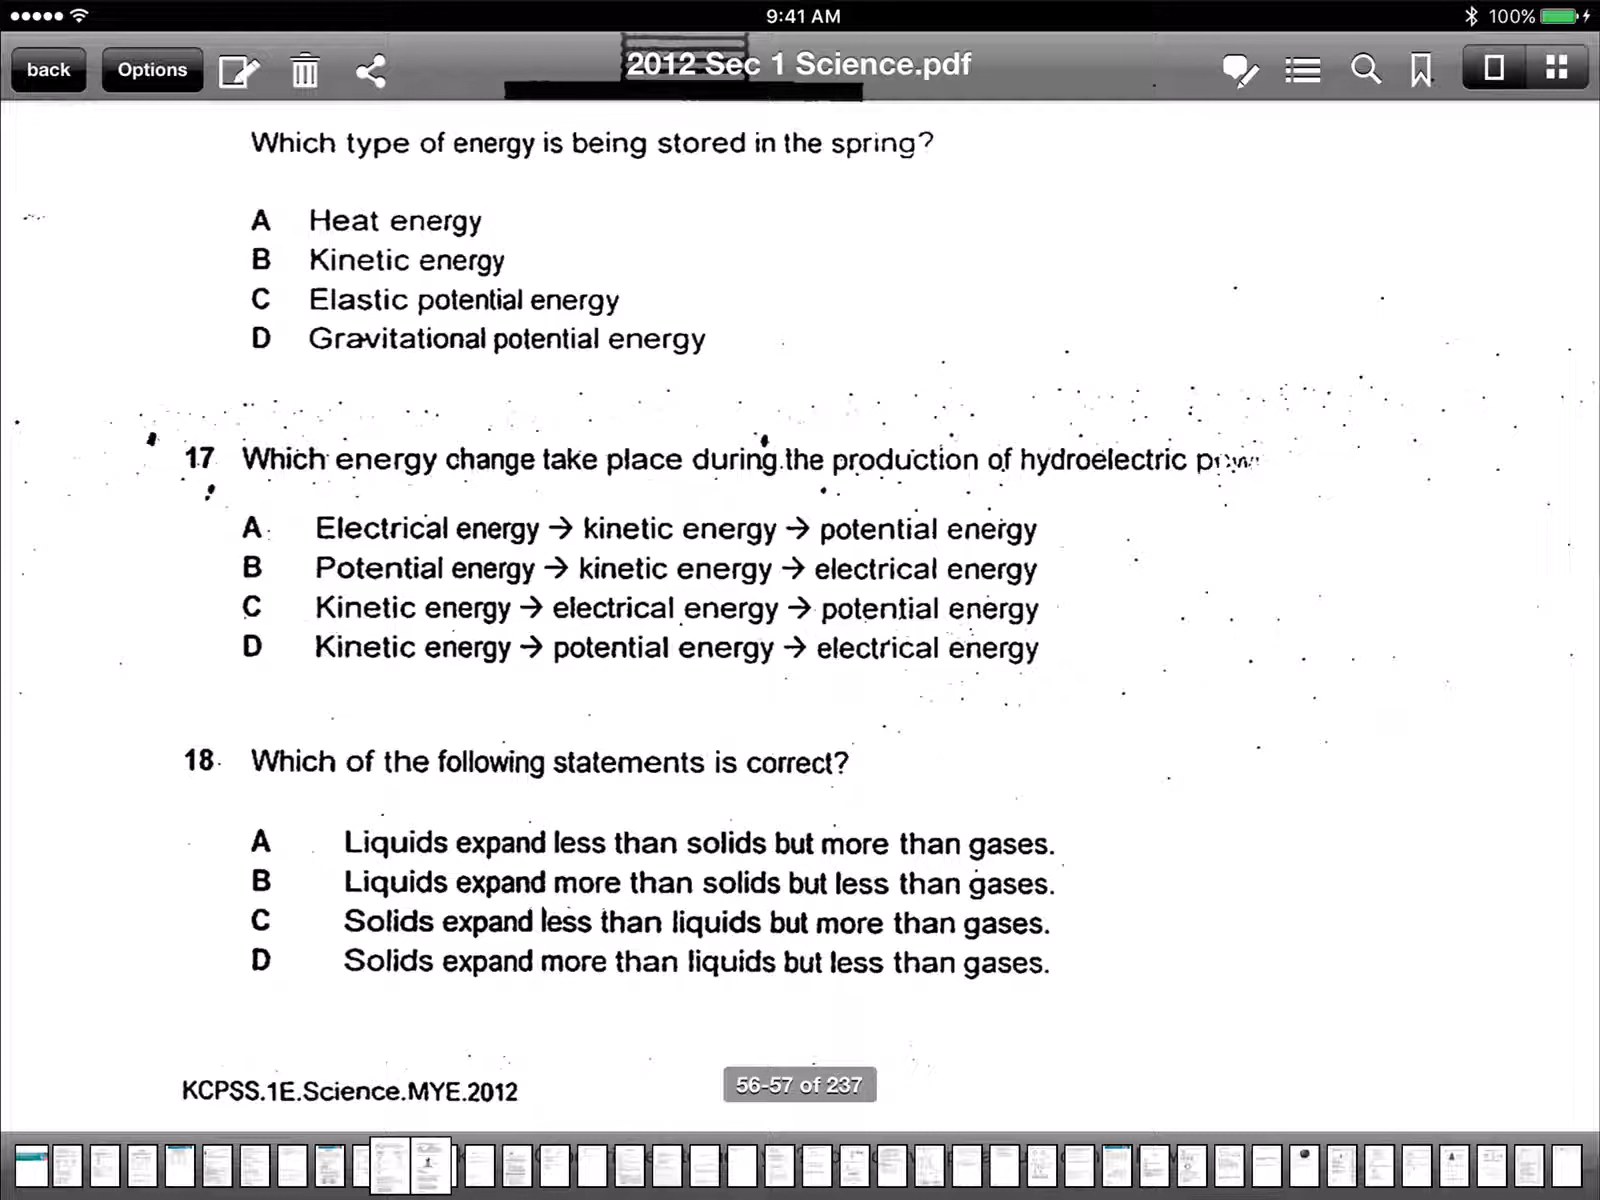 9:41 AM
100%
back
Options
2012 Sec 1 Science.pdf
Which type of energy is being stored in the spring?
A Heat energy
B Kinetic energy
C Elastic potential energy
D Gravitational potential energy
17 Which energy change take place during the production of hydroelectric
A Electrical energy → kinetic energy → potential energy
B Potential energy → kinetic energy → electrical energy
C Kinetic energy → electrical energy → potential energy
D Kinetic energy → potential energy → electrical energy
18 Which of the following statements is correct?
A Liquids expand less than solids but more than gases.
B Liquids expand more than solids but less than gases.
C Solids expand less than liquids but more than gases.
D Solids expand more than liquids but less than gases.
KCPSS.1E.Science.MYE.2012
56-57 of 237